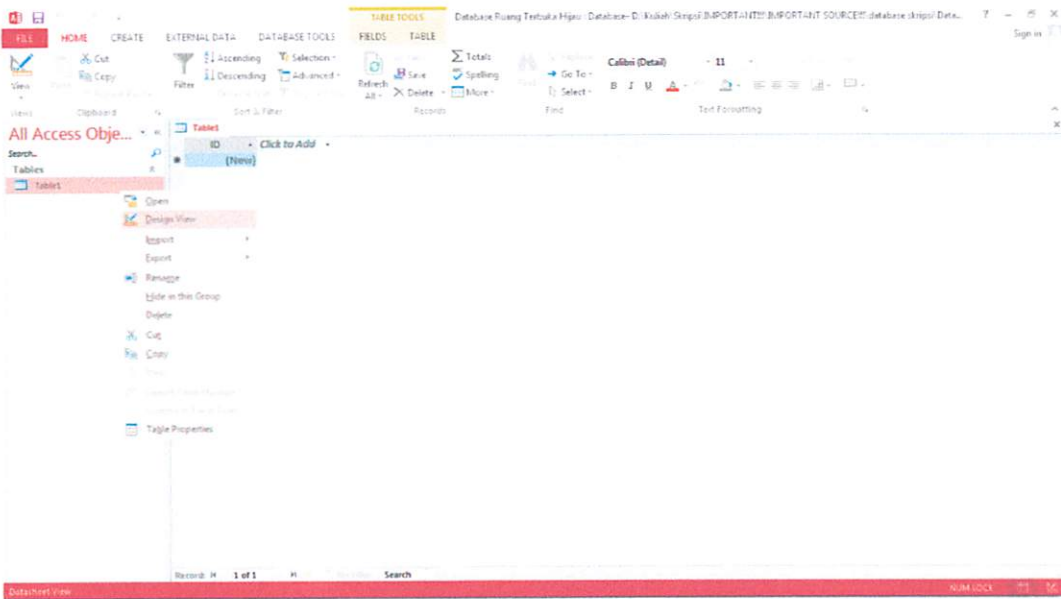 TABLE TOOLS
Database Ruang Terbuka Hijau : Database- D:\Kuliah\Skripsi\IMPORTANT!!!\IMPORTANT SOURCE!!!\database skripsi\Data...
? – ×
FILE HOME CREATE EXTERNAL DATA DATABASE TOOLS FIELDS TABLE Sign in
View
Cut
Copy
Views Clipboard
Filter
Ascending
Descending
Selection
Advanced
Sort & Filter
Refresh All
Save
Delete
Totals
Spelling
More
Records
Go To
Select
Find
Calibri (Detail) 11
B I U A
Text Formatting
All Access Obje... «
Search...
Tables
Table1
Table1
ID Click to Add
(New)
Open
Design View
Import
Export
Rename
Hide in this Group
Delete
Cut
Copy
Table Properties
Record: 1 of 1 Search
Datasheet View NUM LOCK